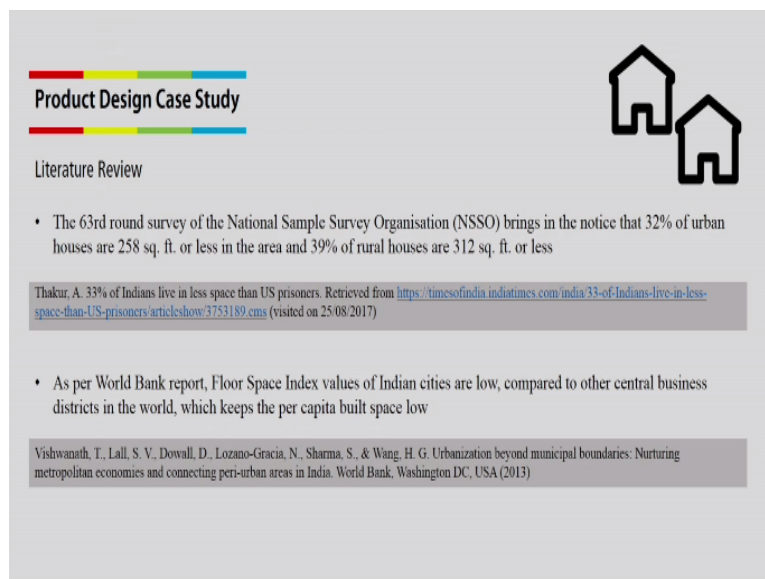 Product Design Case Study
Literature Review
• The 63rd round survey of the National Sample Survey Organisation (NSSO) brings in the notice that 32% of urban
houses are 258 sq. ft. or less in the area and 39% of rural houses are 312 sq. ft. or less
Thakur, A. 33% of Indians live in less space than US prisoners. Retrieved from https://timesofindia.indiatimes.com/india/33-of-Indians-live-in-less-
space-than-US-prisoners/articleshow/3753189.cms (visited on 25/08/2017)
• As per World Bank report, Floor Space Index values of Indian cities are low, compared to other central business
districts in the world, which keeps the per capita built space low
Vishwanath, T., Lall, S. V., Dowall, D., Lozano-Gracia, N., Sharma, S., & Wang, H. G. Urbanization beyond municipal boundaries: Nurturing
metropolitan economies and connecting peri-urban areas in India. World Bank, Washington DC, USA (2013)